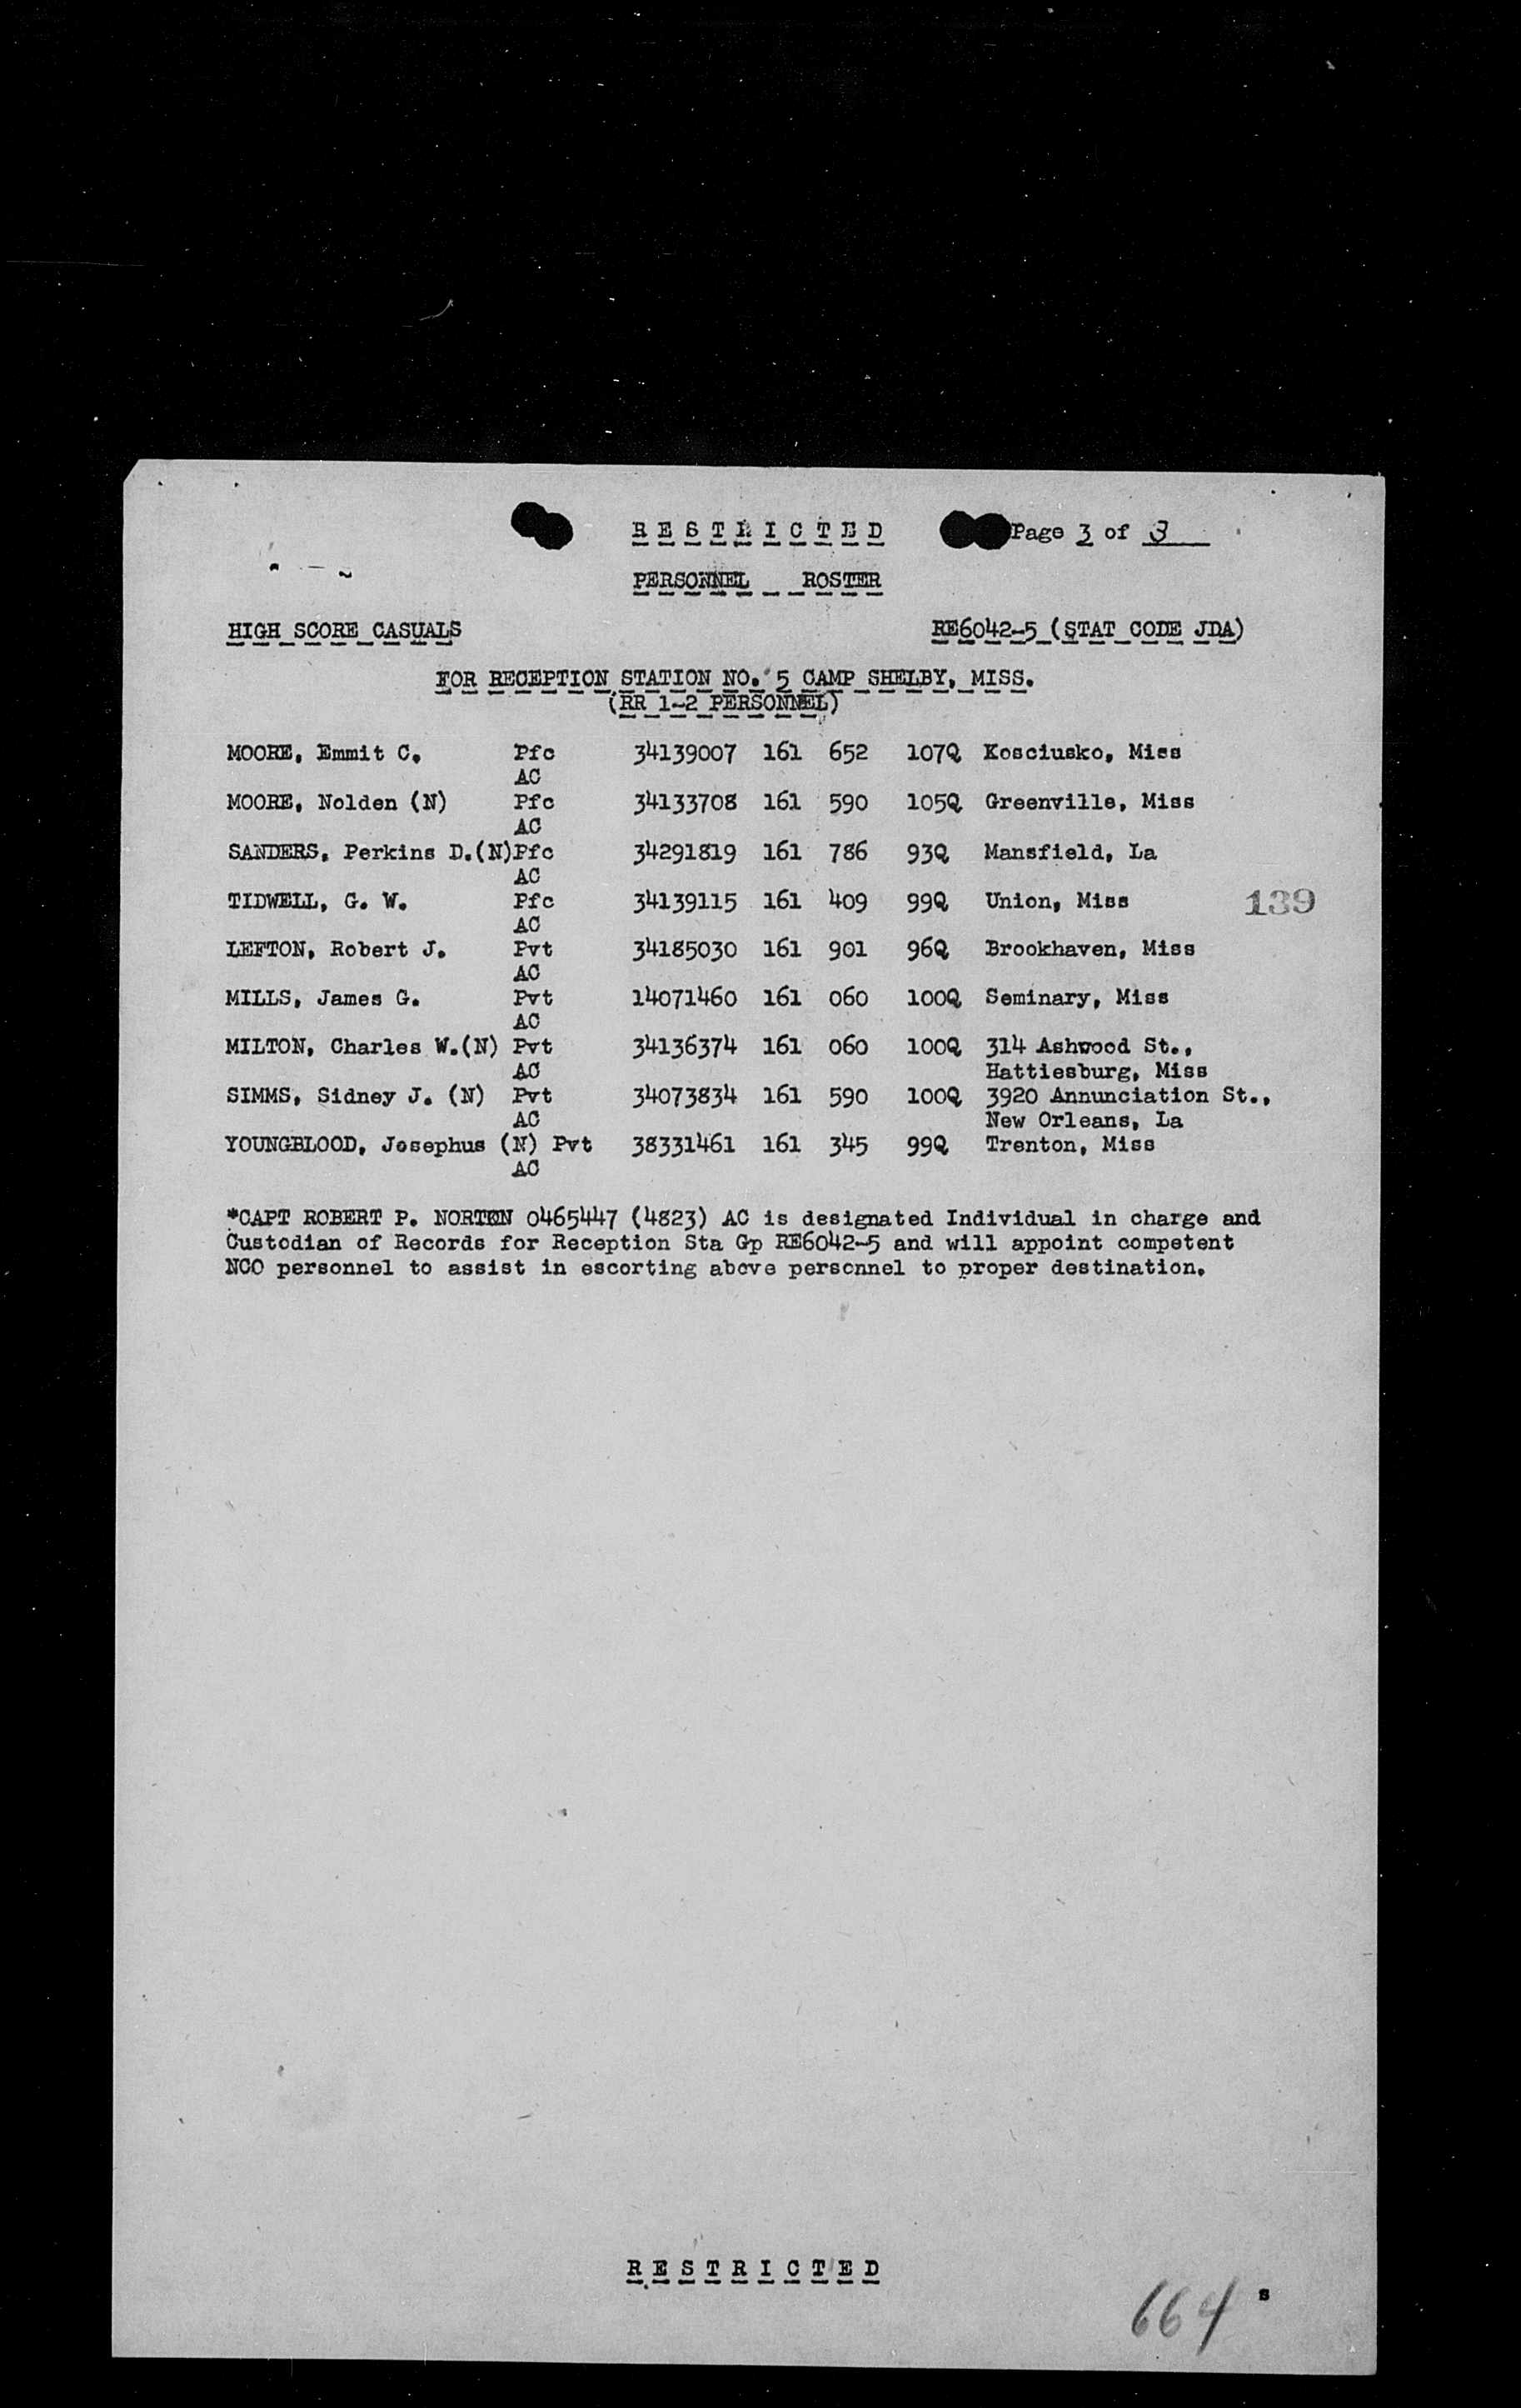 RESTRICTED Page 3 of 3
PERSONNEL ROSTER
HIGH SCORE CASUALS RE6042-5 (STAT CODE JDA)
FOR RECEPTION STATION NO. 5 CAMP SHELBY, MISS.
(RR 1-2 PERSONNEL)
MOORE, Emmit C. Pfc 34139007 161 652 107Q Kosciusko, Miss
AC
MOORE, Nolden (N) Pfc 34133708 161 590 105Q Greenville, Miss
AC
SANDERS, Perkins D.(N)Pfc 34291819 161 786 93Q Mansfield, La
AC
TIDWELL, G. W. Pfc 34139115 161 409 99Q Union, Miss 139
AC
LEFTON, Robert J. Pvt 34185030 161 901 96Q Brookhaven, Miss
AC
MILLS, James G. Pvt 14071460 161 060 100Q Seminary, Miss
AC
MILTON, Charles W.(N) Pvt 34136374 161 060 100Q 314 Ashwood St.,
AC Hattiesburg, Miss
SIMMS, Sidney J. (N) Pvt 34073834 161 590 100Q 3920 Annunciation St.,
AC New Orleans, La
YOUNGBLOOD, Josephus (N) Pvt 38331461 161 345 99Q Trenton, Miss
AC
*CAPT ROBERT P. NORTON 0465447 (4823) AC is designated Individual in charge and
Custodian of Records for Reception Sta Gp RE6042-5 and will appoint competent
NCO personnel to assist in escorting above personnel to proper destination.
RESTRICTED
664 s